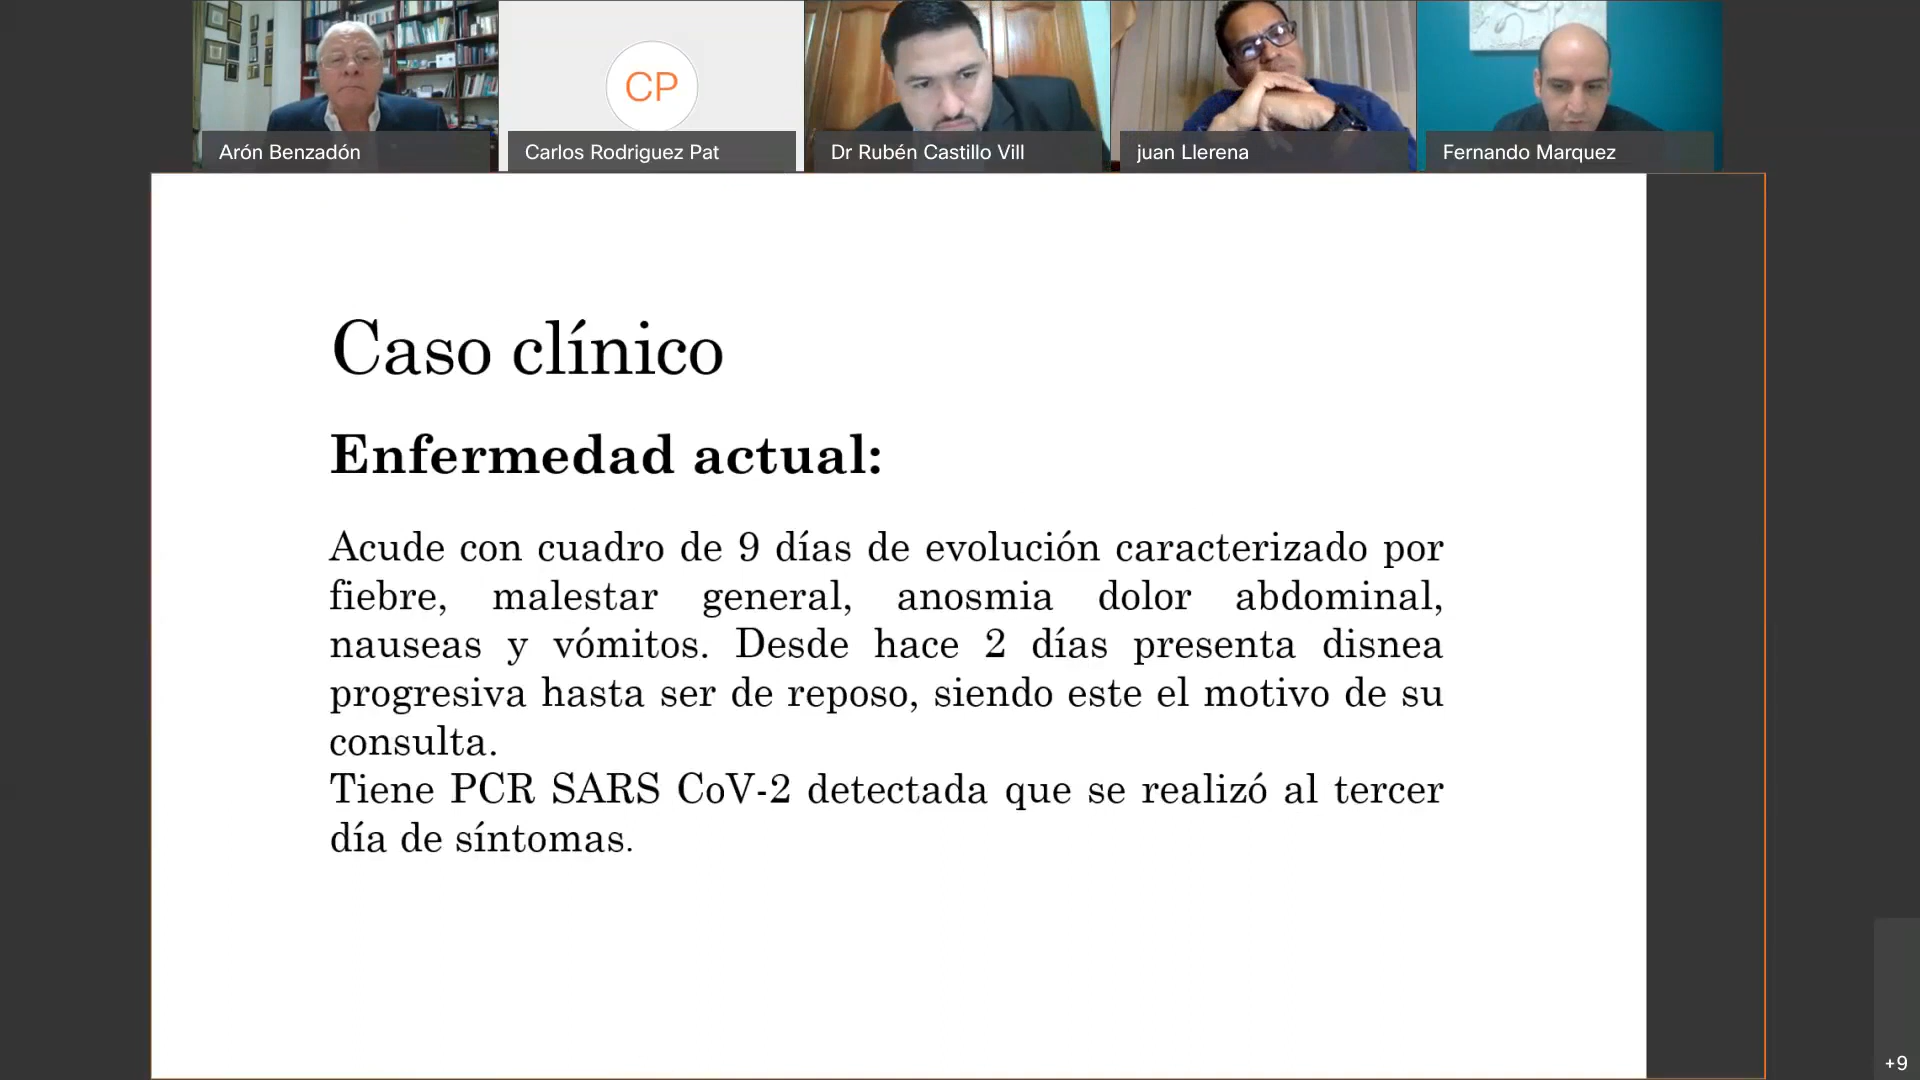 CP
Arón Benzadón
Carlos Rodriguez Pat
Dr Rubén Castillo Vill
juan Llerena
Fernando Marquez
Caso clínico
Enfermedad actual:
Acude con cuadro de 9 días de evolución caracterizado por
fiebre, malestar general, anosmia dolor abdominal,
nauseas y vómitos. Desde hace 2 días presenta disnea
progresiva hasta ser de reposo, siendo este el motivo de su
consulta.
Tiene PCR SARS CoV-2 detectada que se realizó al tercer
día de síntomas.
+9